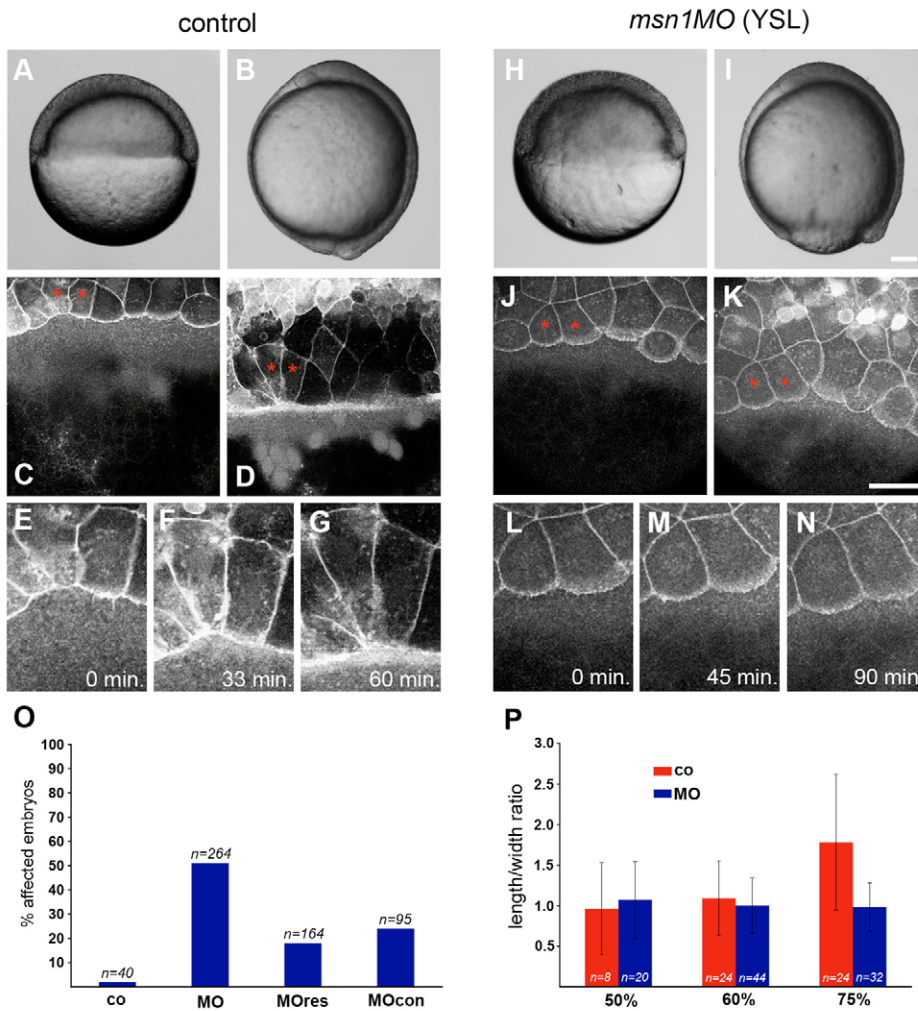 control
msn1MO (YSL)
A
B
H
I
C
D
J
K
E
F
G
L
M
N
0 min.
33 min.
60 min.
0 min.
45 min.
90 min.
O
% affected embryos
100
90
80
70
60
50
40
30
20
10
n=40
n=264
n=164
n=95
co
MO
MOres
MOcon
P
length/width ratio
3.0
2.5
2.0
1.5
1.0
0.5
co
MO
n=8
n=20
n=24
n=44
n=24
n=32
50%
60%
75%